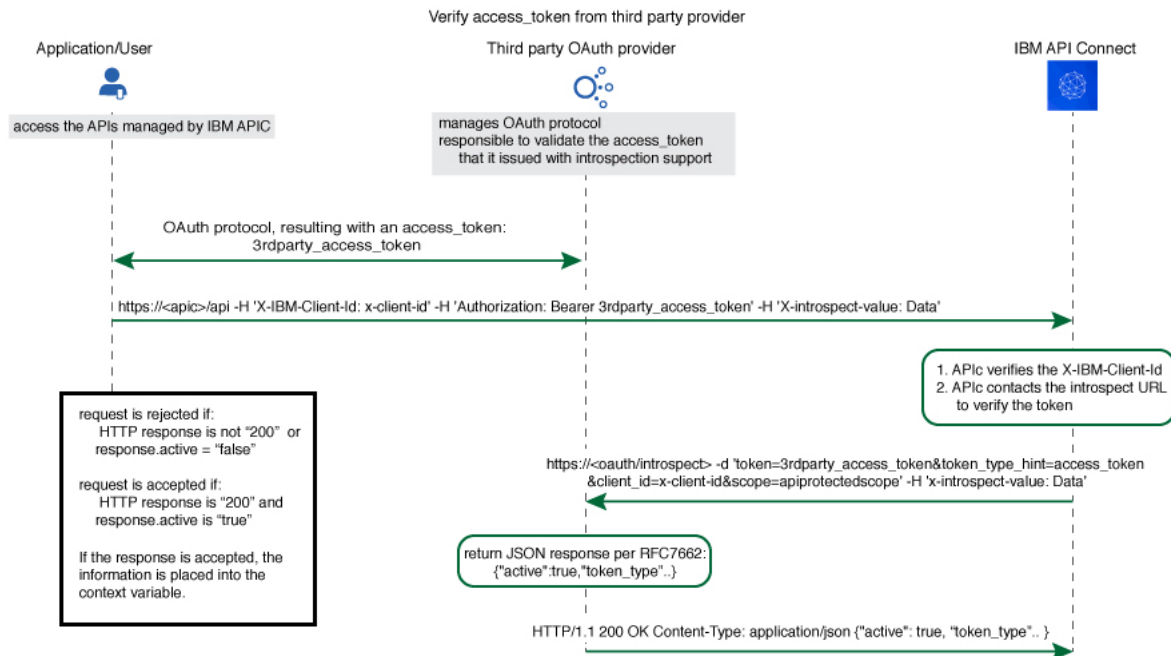 Verify access_token from third party provider
Application/User
Third party OAuth provider
IBM API Connect
access the APIs managed by IBM APIC
manages OAuth protocol
responsible to validate the access_token
that it issued with introspection support
OAuth protocol, resulting with an access_token:
3rdparty_access_token
https://<apic>/api -H 'X-IBM-Client-Id: x-client-id' -H 'Authorization: Bearer 3rdparty_access_token' -H 'X-introspect-value: Data'
1. APIc verifies the X-IBM-Client-Id
2. APIc contacts the introspect URL
to verify the token
request is rejected if:
HTTP response is not “200” or
response.active = “false”
request is accepted if:
HTTP response is “200” and
response.active is “true”
If the response is accepted, the
information is placed into the
context variable.
https://<oauth/introspect> -d 'token=3rdparty_access_token&token_type_hint=access_token
&client_id=x-client-id&scope=apiprotectedscope' -H 'x-introspect-value: Data'
return JSON response per RFC7662:
{"active":true,"token_type"..}
HTTP/1.1 200 OK Content-Type: application/json {"active": true, “token_type”.. }